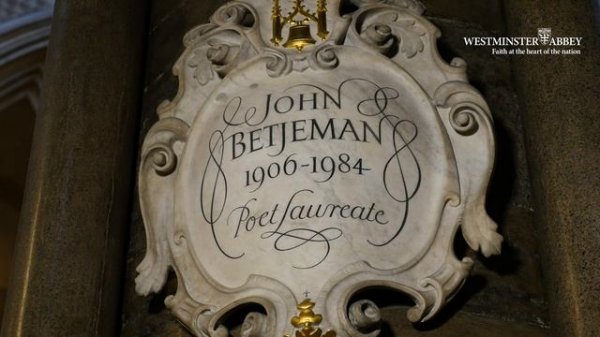 WESTMINSTER ABBEY
Faith at the heart of the nation
JOHN
BETJEMAN
1906-1984
Poet Laureate